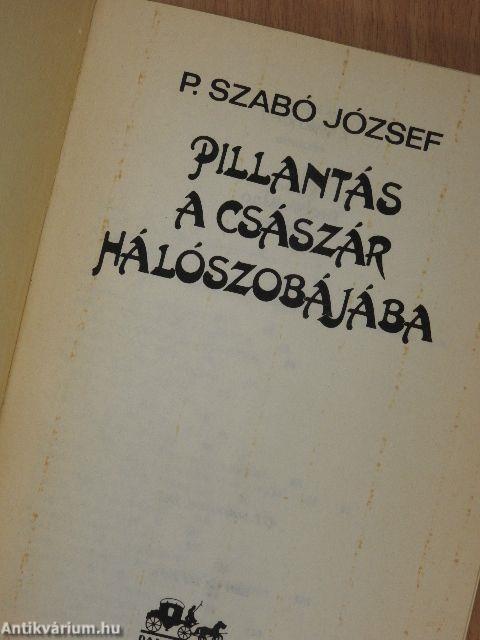 P. SZABÓ JÓZSEF
PILLANTÁS
A CSÁSZÁR
HÁLÓSZOBÁJÁBA
Antikvárium.hu